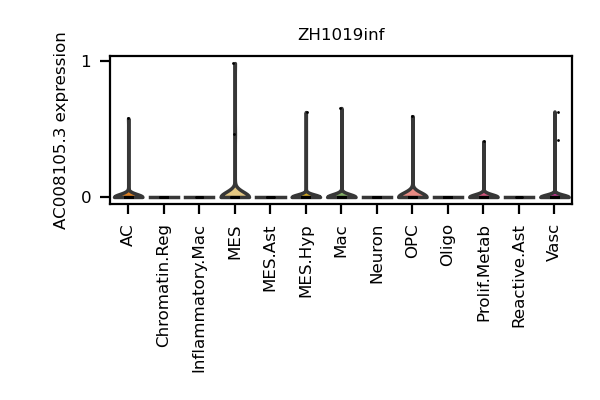 ZH1019inf
AC008105.3 expression
1
0
AC
Chromatin.Reg
Inflammatory.Mac
MES
MES.Ast
MES.Hyp
Mac
Neuron
OPC
Oligo
Prolif.Metab
Reactive.Ast
Vasc